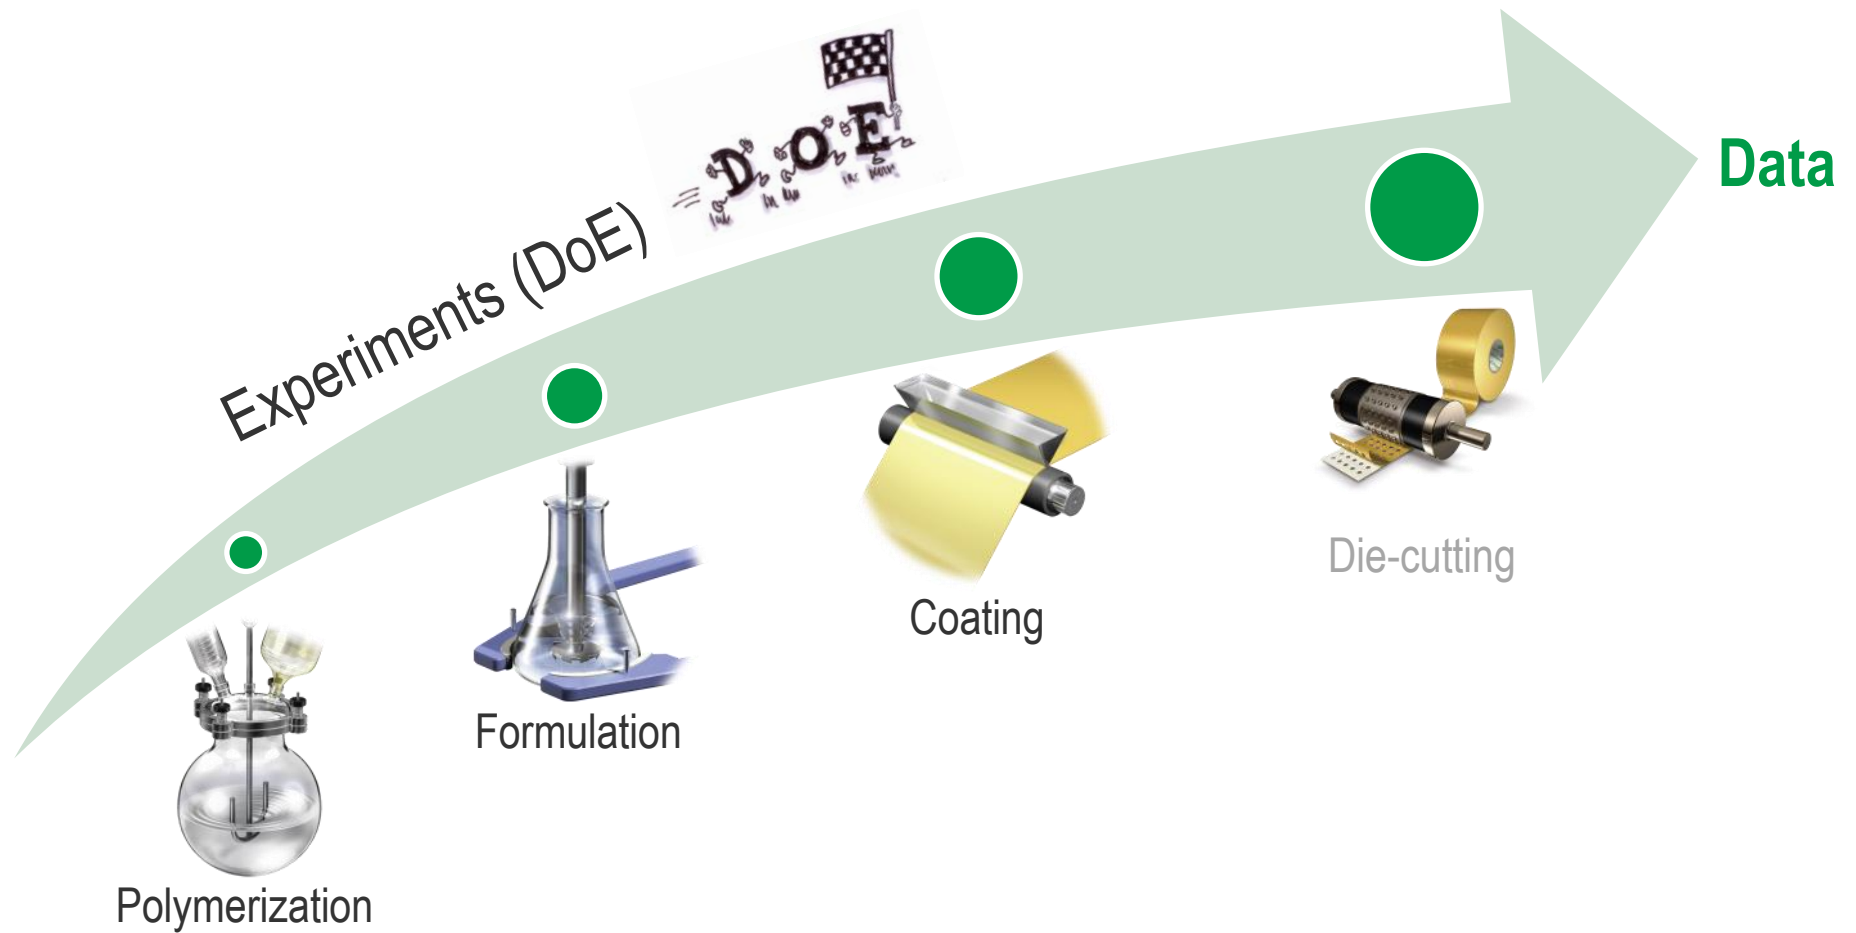 DOE
Experiments (DoE)
Data
Die-cutting
Coating
Formulation
Polymerization